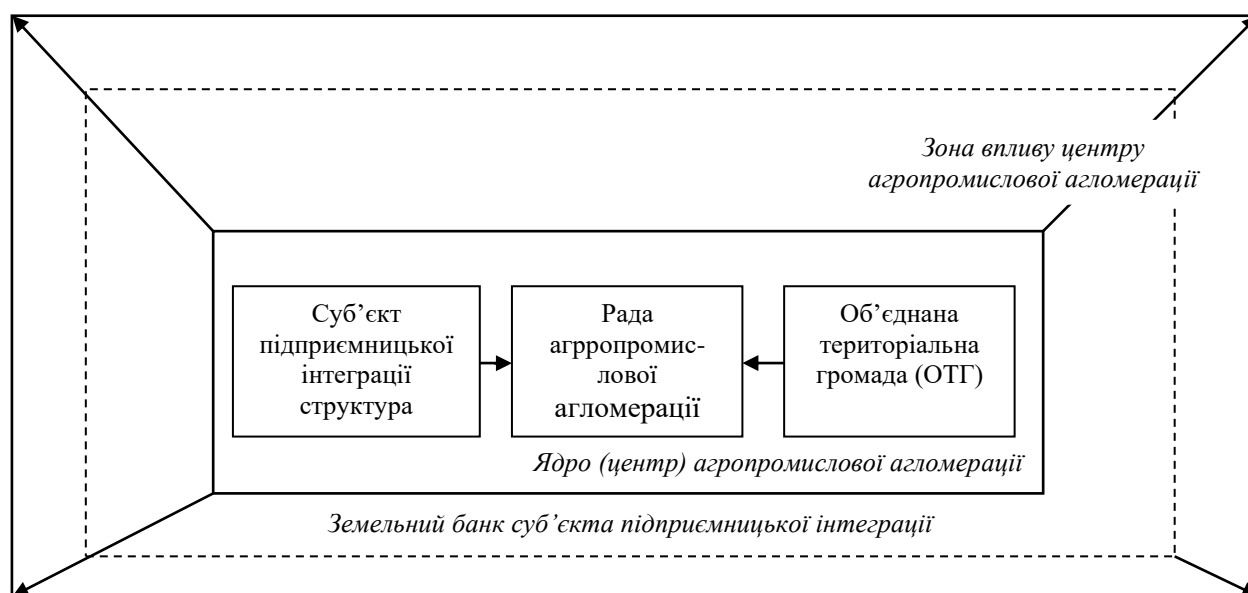 Зона впливу центру
агропромислової агломерації
Суб’єкт
підприємницької
інтеграції
структура
Рада
агрропромис-
лової
агломерації
Об’єднана
територіальна
громада (ОТГ)
Ядро (центр) агропромислової агломерації
Земельний банк суб’єкта підприємницької інтеграції